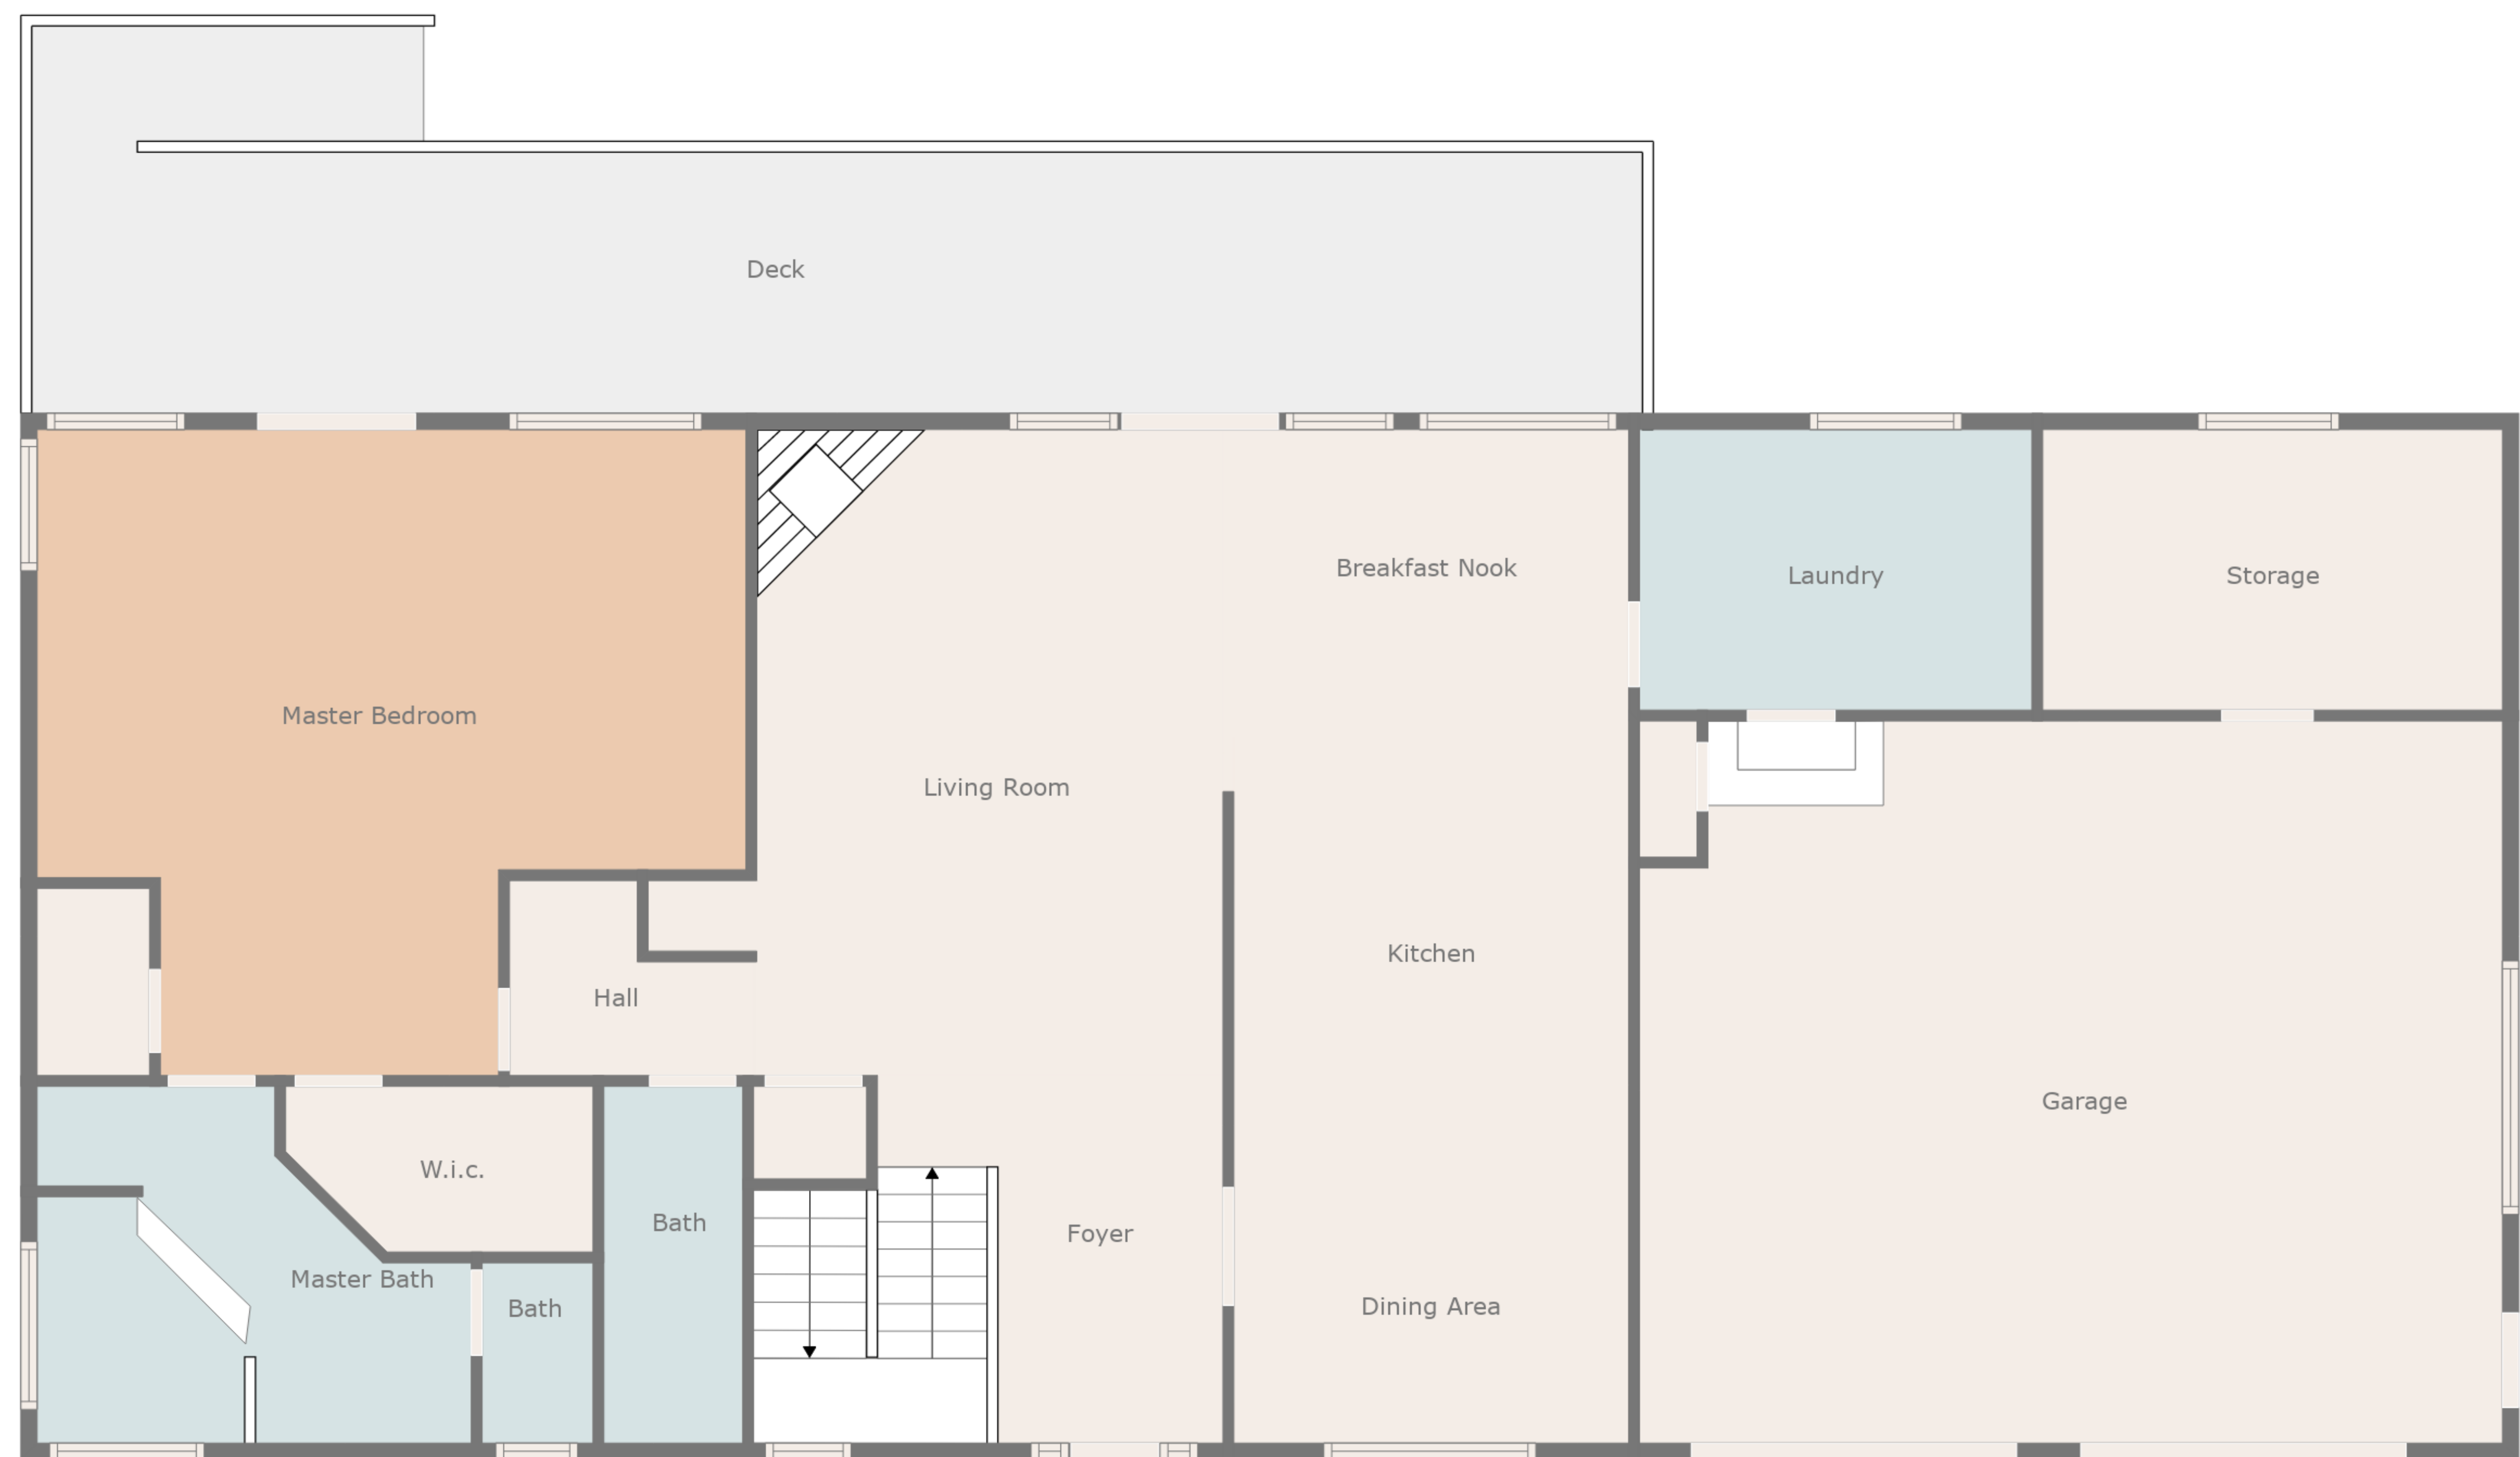 Deck
Breakfast Nook
Laundry
Storage
Master Bedroom
Living Room
Kitchen
Hall
Garage
W.i.c.
Bath
Foyer
Master Bath
Bath
Dining Area